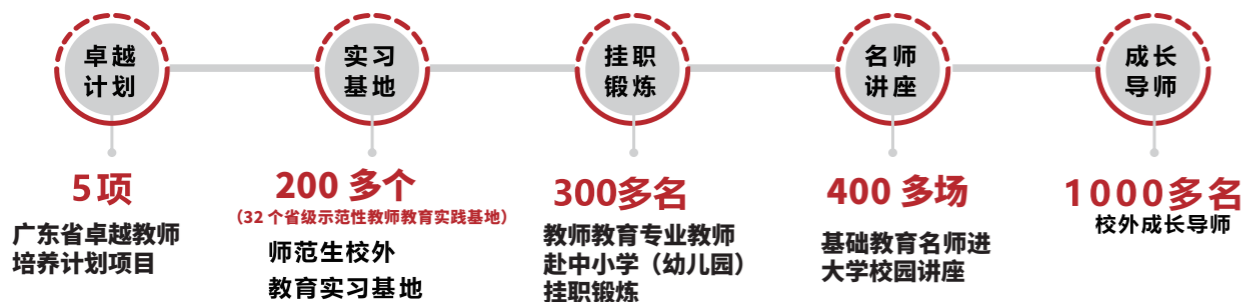 卓越
计划
实习
基地
挂职
锻炼
名师
讲座
成长
导师
5项
广东省卓越教师
培养计划项目
200 多个
（32 个省级示范性教师教育实践基地）
师范生校外
教育实习基地
300多名
教师教育专业教师
赴中小学（幼儿园）
挂职锻炼
400 多场
基础教育名师进
大学校园讲座
1000多名
校外成长导师